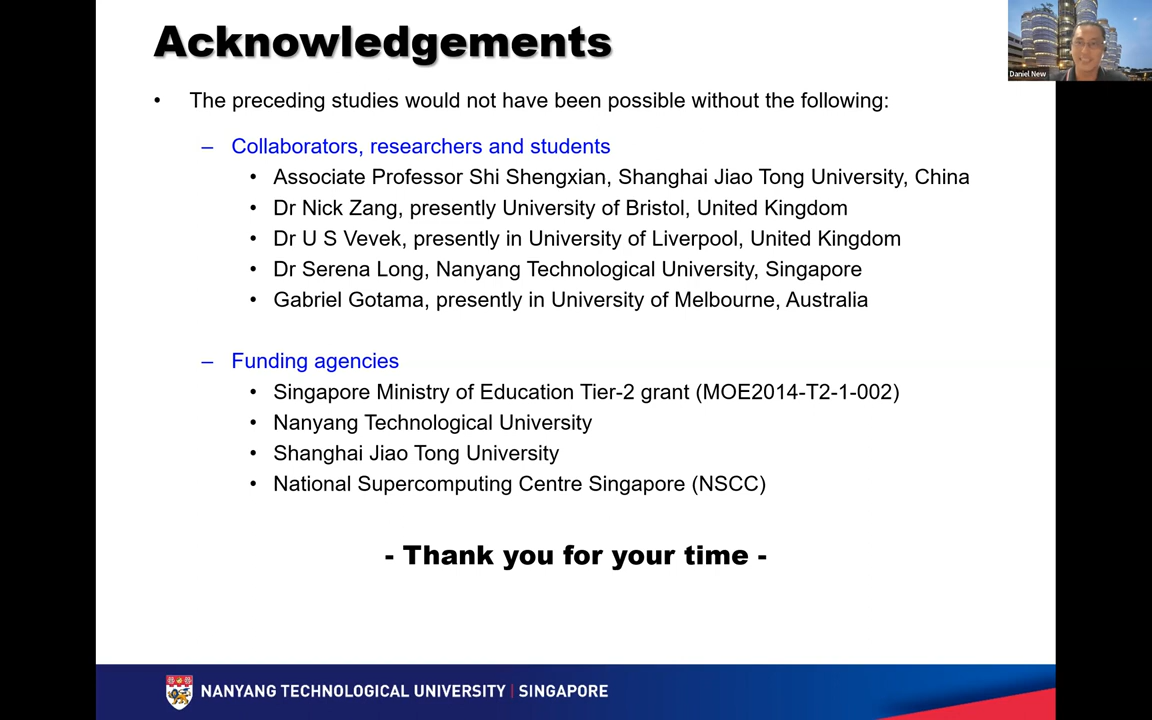 Acknowledgements
Daniel New
• The preceding studies would not have been possible without the following:
– Collaborators, researchers and students
• Associate Professor Shi Shengxian, Shanghai Jiao Tong University, China
• Dr Nick Zang, presently University of Bristol, United Kingdom
• Dr U S Vevek, presently in University of Liverpool, United Kingdom
• Dr Serena Long, Nanyang Technological University, Singapore
• Gabriel Gotama, presently in University of Melbourne, Australia
– Funding agencies
• Singapore Ministry of Education Tier-2 grant (MOE2014-T2-1-002)
• Nanyang Technological University
• Shanghai Jiao Tong University
• National Supercomputing Centre Singapore (NSCC)
- Thank you for your time -
NANYANG TECHNOLOGICAL UNIVERSITY | SINGAPORE